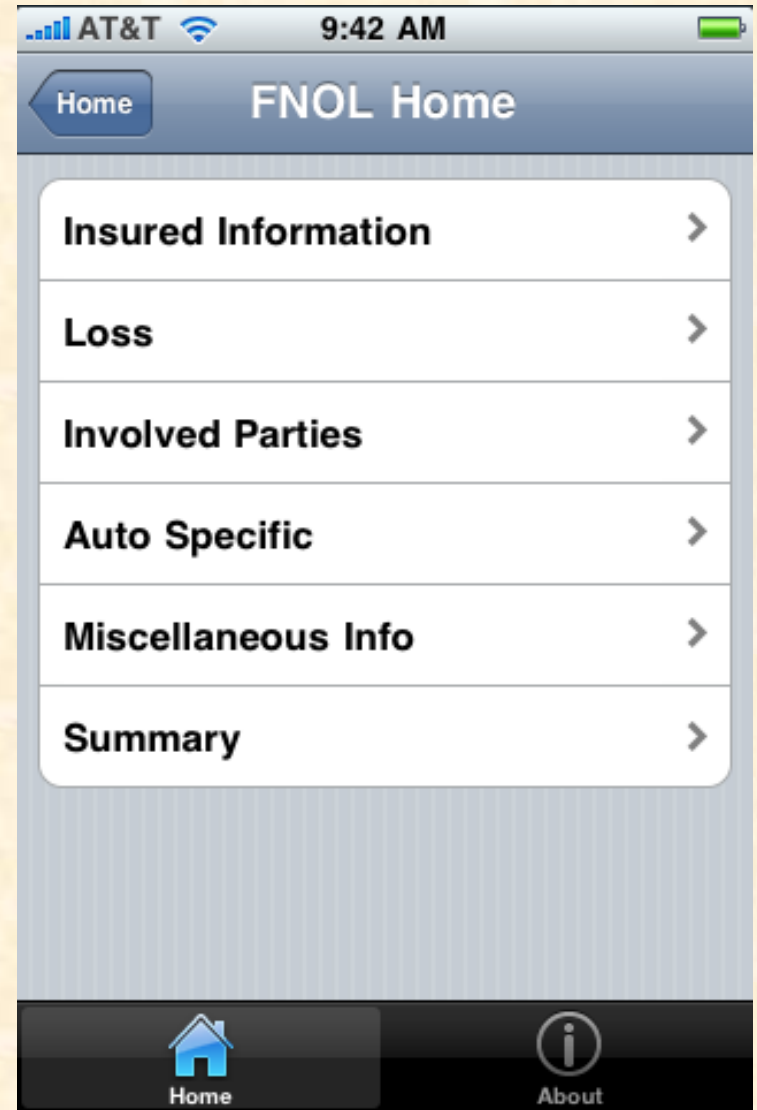 AT&T 9:42 AM
Home FNOL Home
Insured Information
Loss
Involved Parties
Auto Specific
Miscellaneous Info
Summary
Home About